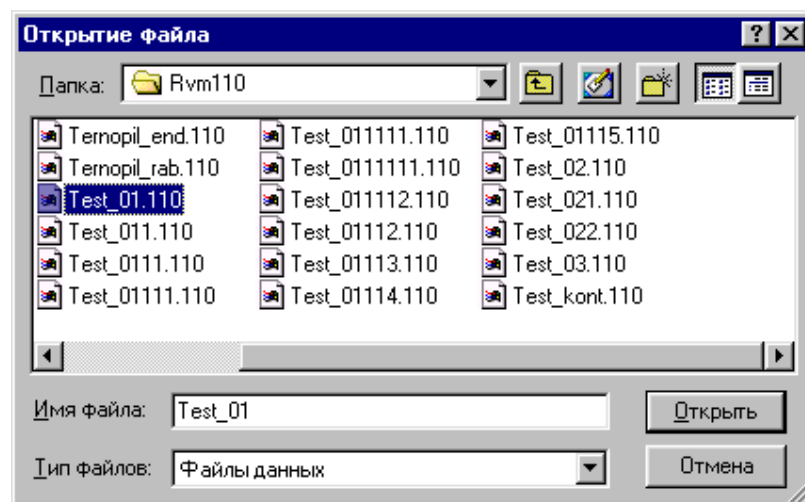 Открытие файла
Папка: Rvm110
Ternopil_end.110 Test_011111.110 Test_01115.110
Ternopil_rab.110 Test_0111111.110 Test_02.110
Test_01.110 Test_011112.110 Test_021.110
Test_011.110 Test_01112.110 Test_022.110
Test_0111.110 Test_01113.110 Test_03.110
Test_01111.110 Test_01114.110 Test_kont.110
Имя файла: Test_01 Открыть
Тип файлов: Файлы данных Отмена